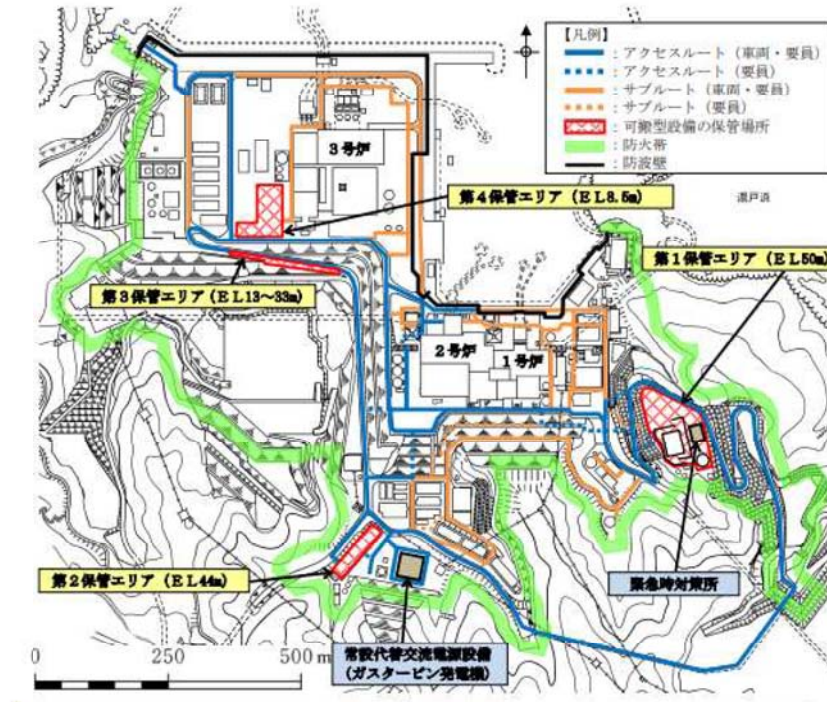 【凡例】
：アクセスルート（車両・要員）
：アクセスルート（要員）
：サブルート（車両・要員）
：サブルート（要員）
：可搬型設備の保管場所
：防火帯
：防波壁
3号炉
第4保管エリア（EL8.5m）
第1保管エリア（EL50m）
第3保管エリア（EL13～33m）
2号炉
1号炉
第2保管エリア（EL44m）
緊急時対策所
常設代替交流電源設備
（ガスタービン発電機）
0 250 500 m